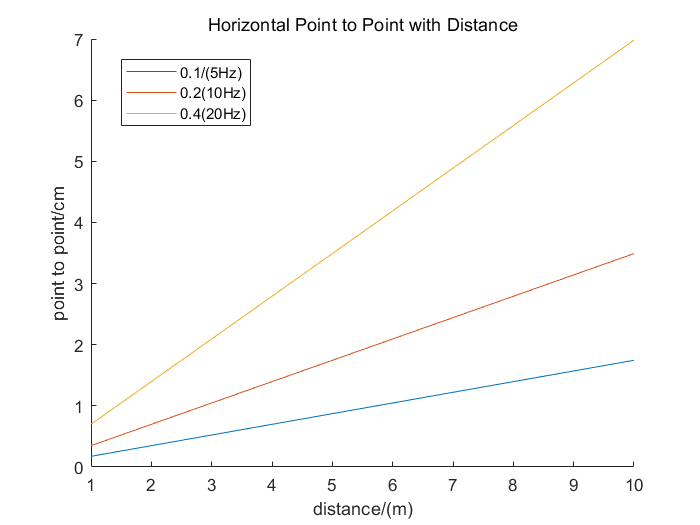 Horizontal Point to Point with Distance
7
6
5
4
3
2
1
0
point to point/cm
0.1/(5Hz)
0.2(10Hz)
0.4(20Hz)
1 2 3 4 5 6 7 8 9 10
distance/(m)